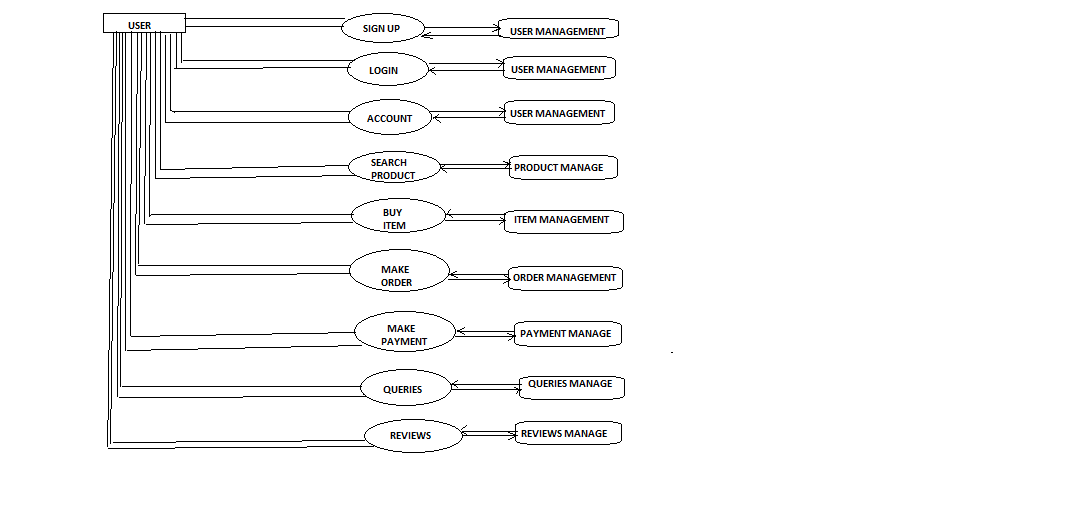 USER
SIGN UP
USER MANAGEMENT
LOGIN
USER MANAGEMENT
ACCOUNT
USER MANAGEMENT
SEARCH
PRODUCT
PRODUCT MANAGE
BUY
ITEM
ITEM MANAGEMENT
MAKE
ORDER
ORDER MANAGEMENT
MAKE
PAYMENT
PAYMENT MANAGE
QUERIES
QUERIES MANAGE
REVIEWS
REVIEWS MANAGE